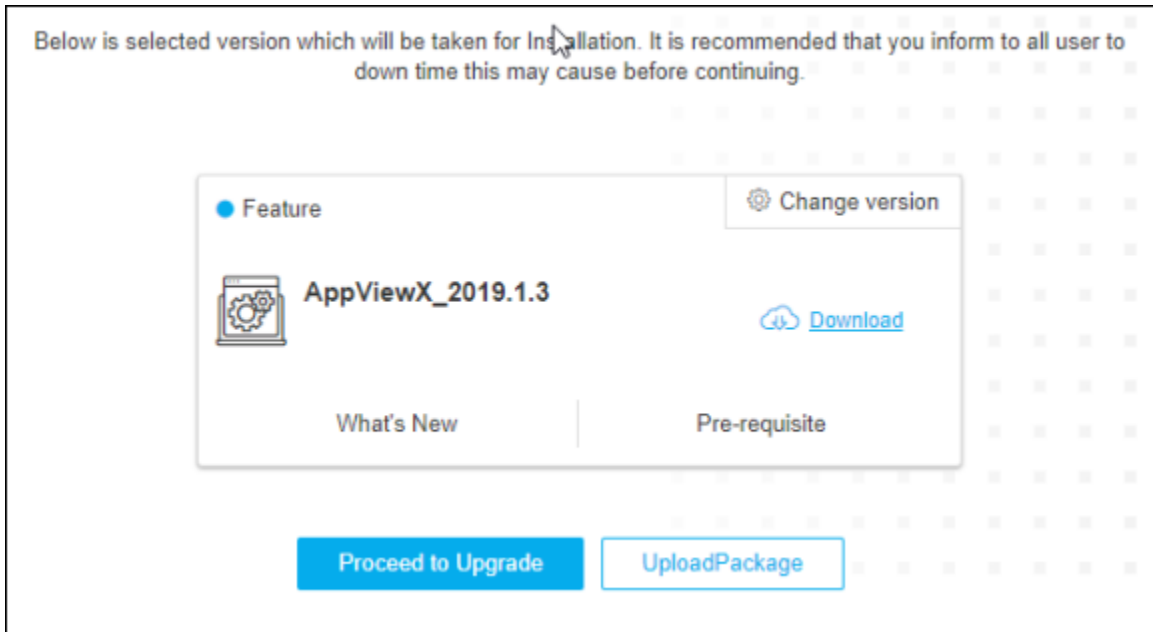 Below is selected version which will be taken for Installation. It is recommended that you inform to all user to
down time this may cause before continuing.
Feature
Change version
AppViewX_2019.1.3
Download
What's New
Pre-requisite
Proceed to Upgrade
UploadPackage